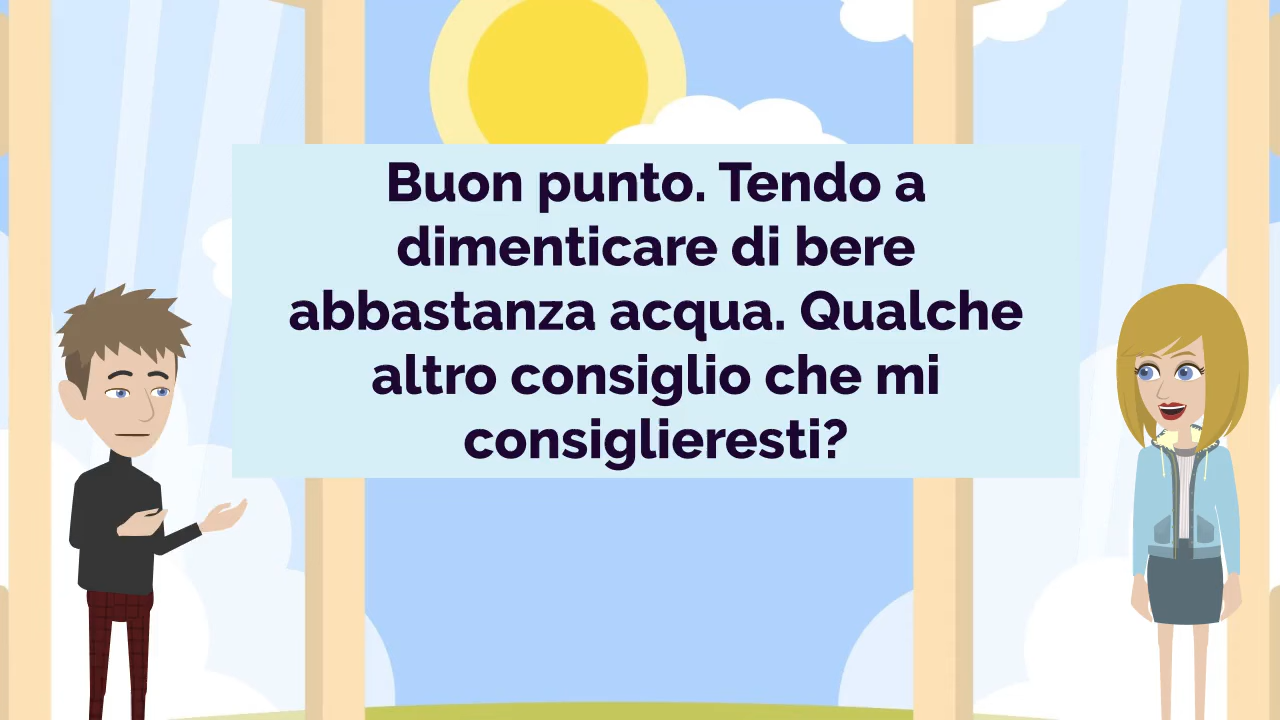 Buon punto. Tendo a
dimenticare di bere
abbastanza acqua. Qualche
altro consiglio che mi
consiglieresti?